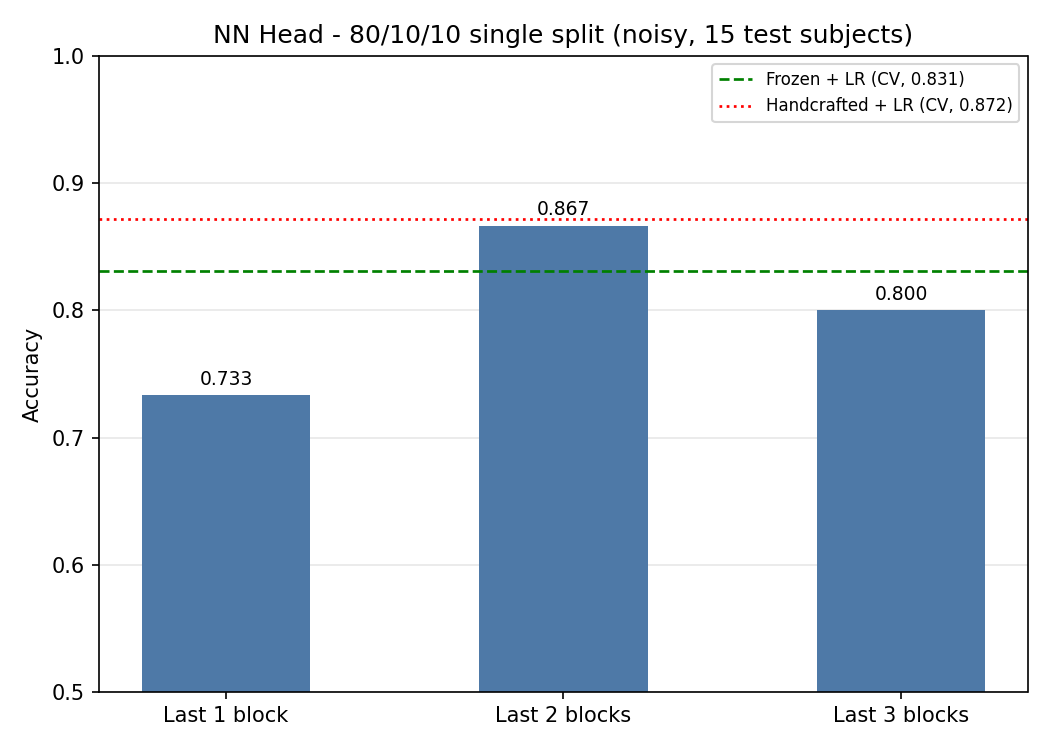 NN Head - 80/10/10 single split (noisy, 15 test subjects)
Frozen + LR (CV, 0.831)
Handcrafted + LR (CV, 0.872)
Accuracy
1.0
0.9
0.8
0.7
0.6
0.5
0.733
0.867
0.800
Last 1 block
Last 2 blocks
Last 3 blocks